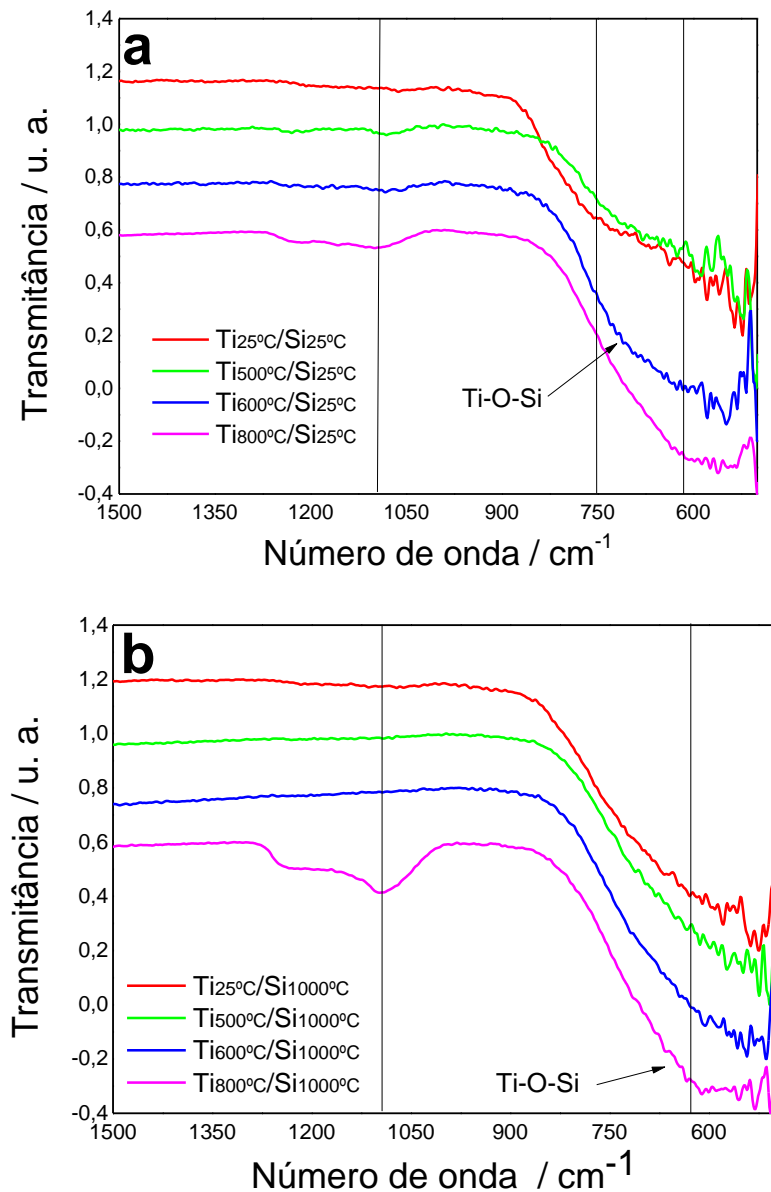 a
1,4
1,2
1,0
0,8
0,6
0,4
0,2
0,0
-0,2
-0,4
Transmitância / u. a.
Ti25ºC/Si25ºC
Ti500ºC/Si25ºC
Ti600ºC/Si25ºC
Ti800ºC/Si25ºC
Ti-O-Si
1500 1350 1200 1050 900 750 600
Número de onda / cm-1
b
1,4
1,2
1,0
0,8
0,6
0,4
0,2
0,0
-0,2
-0,4
Transmitância / u. a.
Ti25ºC/Si1000ºC
Ti500ºC/Si1000ºC
Ti600ºC/Si1000ºC
Ti800ºC/Si1000ºC
Ti-O-Si
1500 1350 1200 1050 900 750 600
Número de onda / cm-1